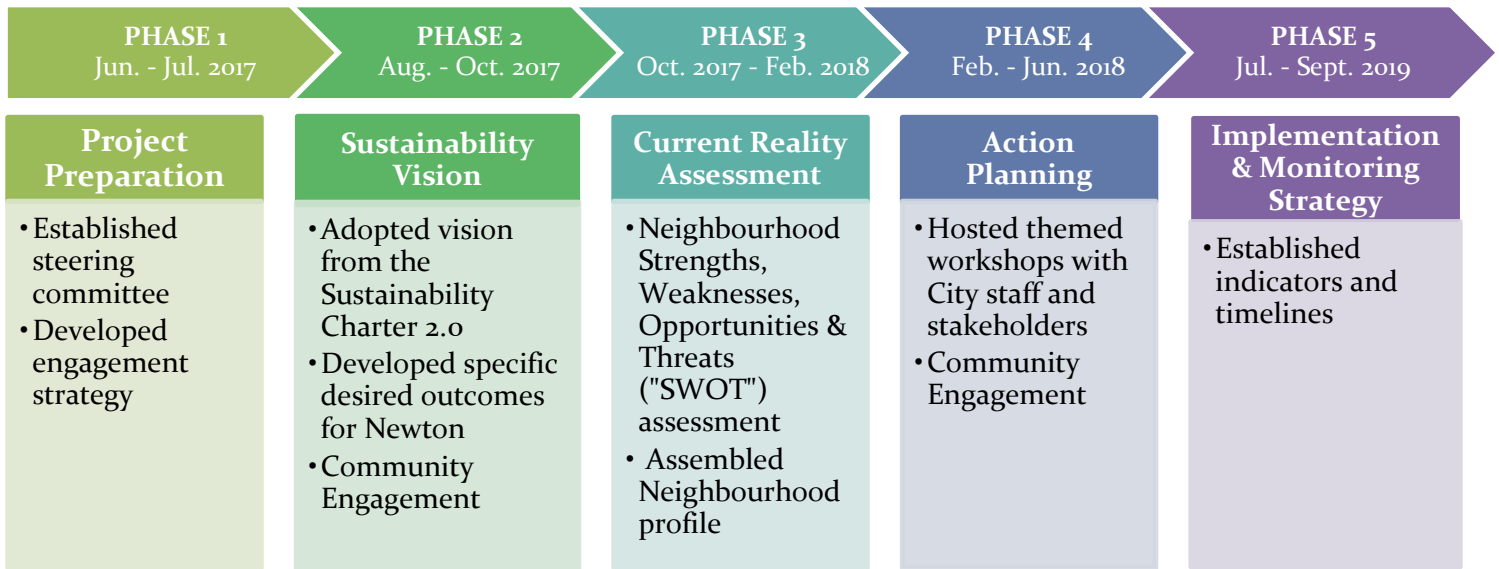 PHASE 1
Jun. - Jul. 2017
PHASE 2
Aug. - Oct. 2017
PHASE 3
Oct. 2017 - Feb. 2018
PHASE 4
Feb. - Jun. 2018
PHASE 5
Jul. - Sept. 2019
Project
Preparation
• Established
steering
committee
• Developed
engagement
strategy
Sustainability
Vision
• Adopted vision
from the
Sustainability
Charter 2.0
• Developed specific
desired outcomes
for Newton
• Community
Engagement
Current Reality
Assessment
• Neighbourhood
Strengths,
Weaknesses,
Opportunities &
Threats
("SWOT")
assessment
• Assembled
Neighbourhood
profile
Action
Planning
• Hosted themed
workshops with
City staff and
stakeholders
• Community
Engagement
Implementation
& Monitoring
Strategy
• Established
indicators and
timelines